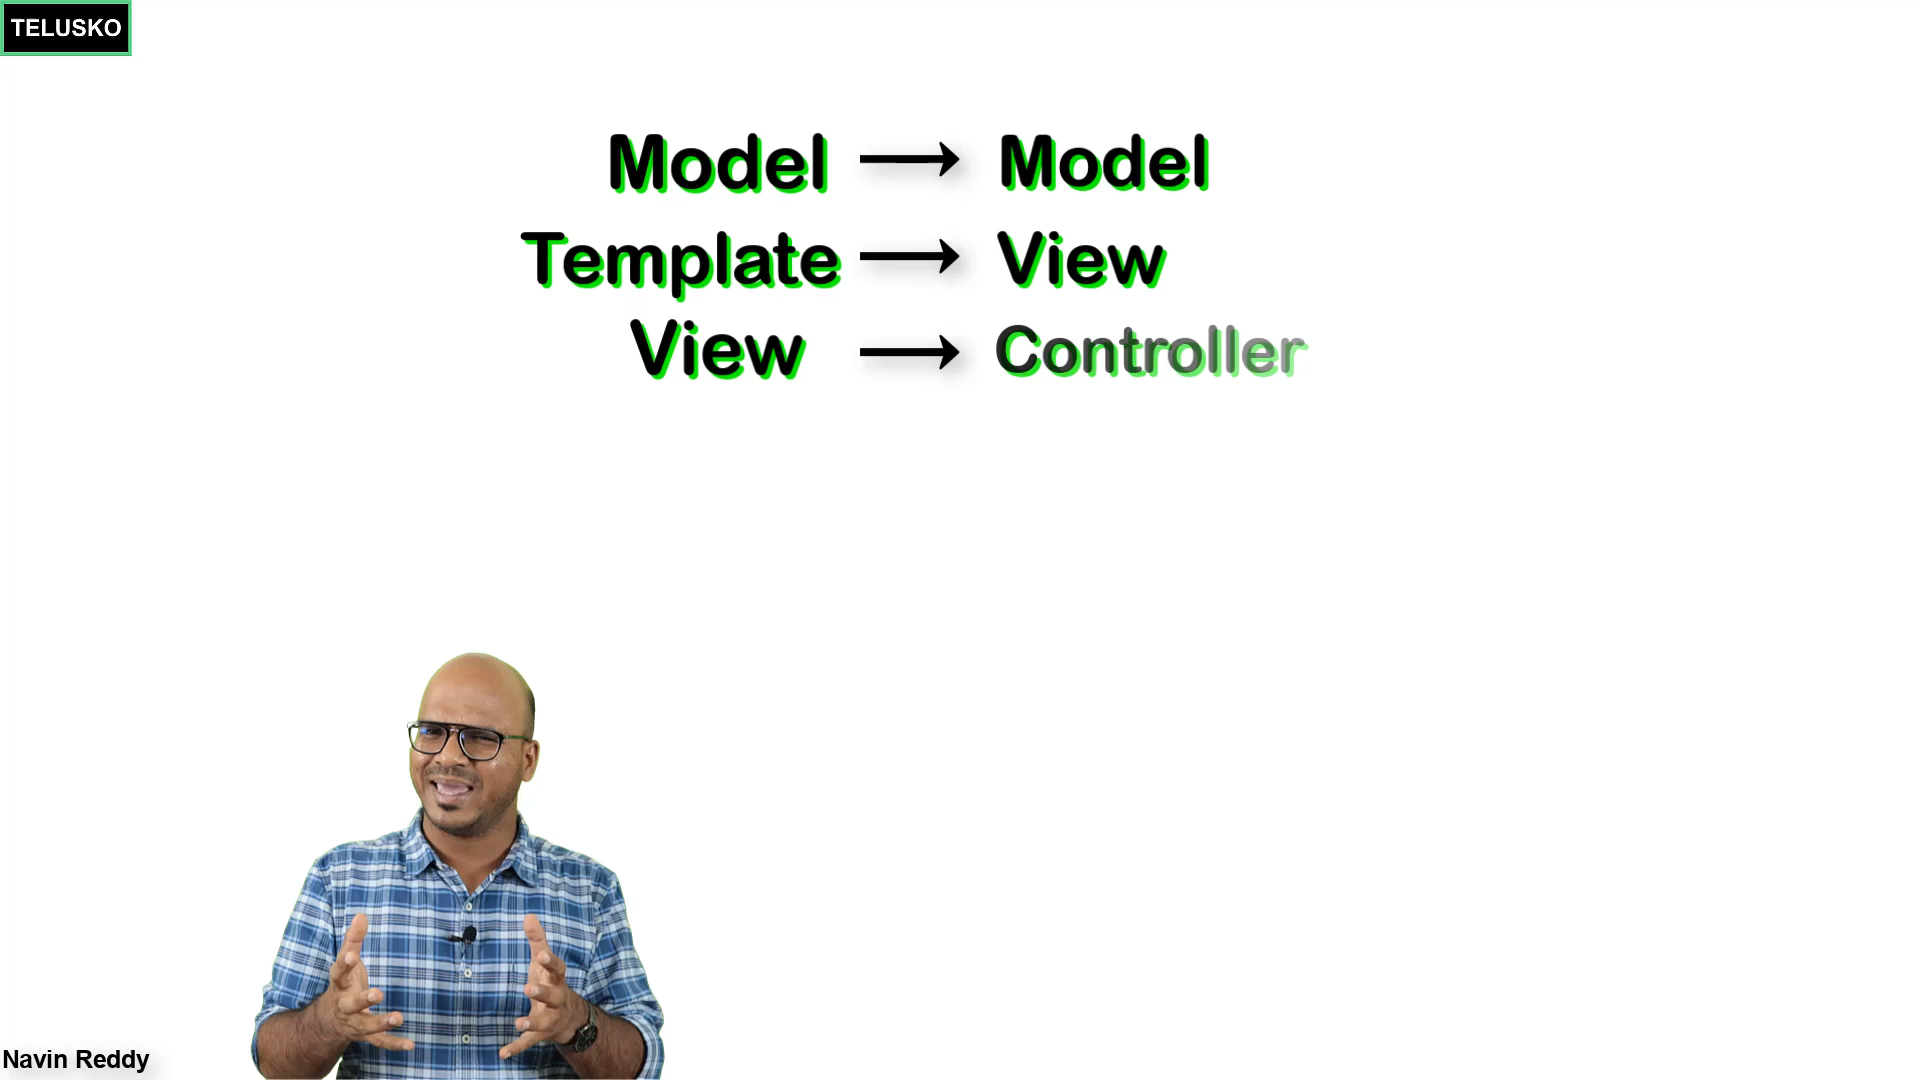 TELUSKO
Model → Model
Template → View
View → Controller
Navin Reddy